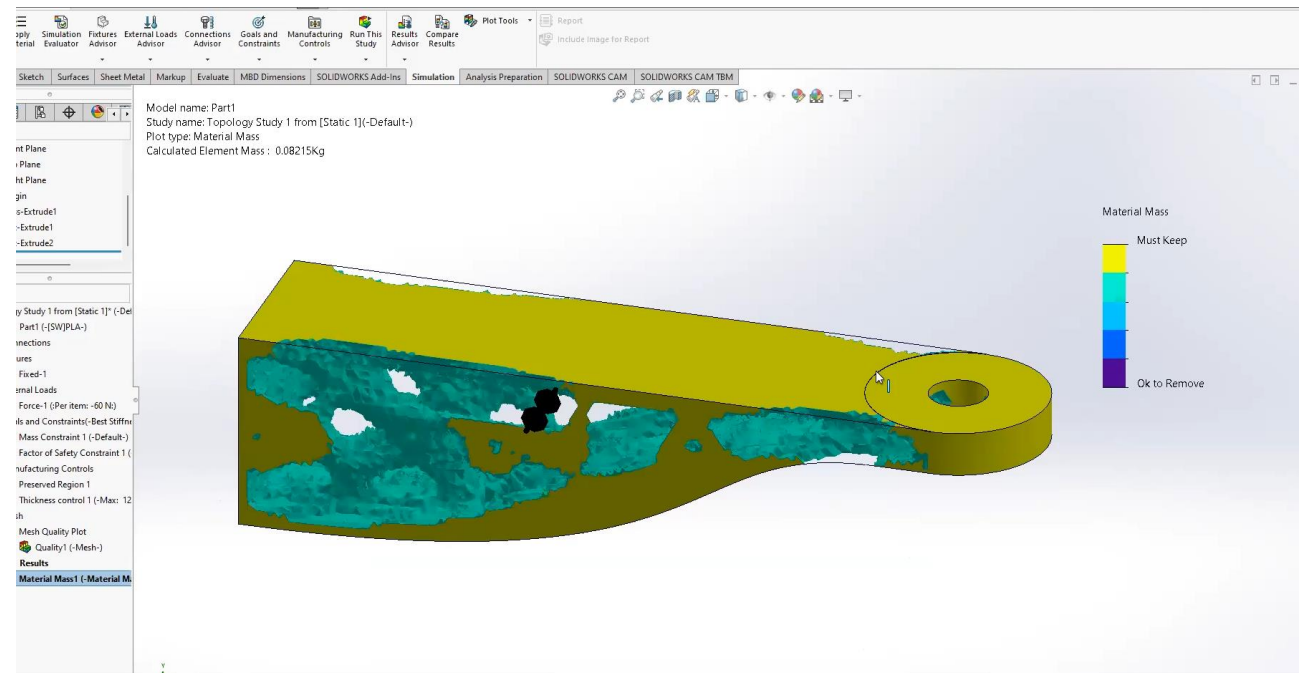 ply Simulation Fixtures External Loads Connections Goals and Manufacturing Run This Results Compare Plot Tools Report
terial Evaluator Advisor Advisor Advisor Constraints Controls Study Advisor Results Include Image for Report
Sketch Surfaces Sheet Metal Markup Evaluate MBD Dimensions SOLIDWORKS Add-Ins Simulation Analysis Preparation SOLIDWORKS CAM SOLIDWORKS CAM TBM
Model name: Part1
Study name: Topology Study 1 from [Static 1](-Default-)
Plot type: Material Mass
Calculated Element Mass : 0.08215Kg
nt Plane
Plane
ht Plane
gin
s-Extrude1
-Extrude1
-Extrude2
gy Study 1 from [Static 1]* (-Def
Part1 (-[SW]PLA-)
nnections
ures
Fixed-1
ernal Loads
Force-1 (:Per item: -60 N:)
ls and Constraints(-Best Stiffn
Mass Constraint 1 (-Default-)
Factor of Safety Constraint 1 (
nufacturing Controls
Preserved Region 1
Thickness control 1 (-Max: 12
sh
Mesh Quality Plot
Quality1 (-Mesh-)
Results
Material Mass1 (-Material M
Material Mass
Must Keep
Ok to Remove
Y